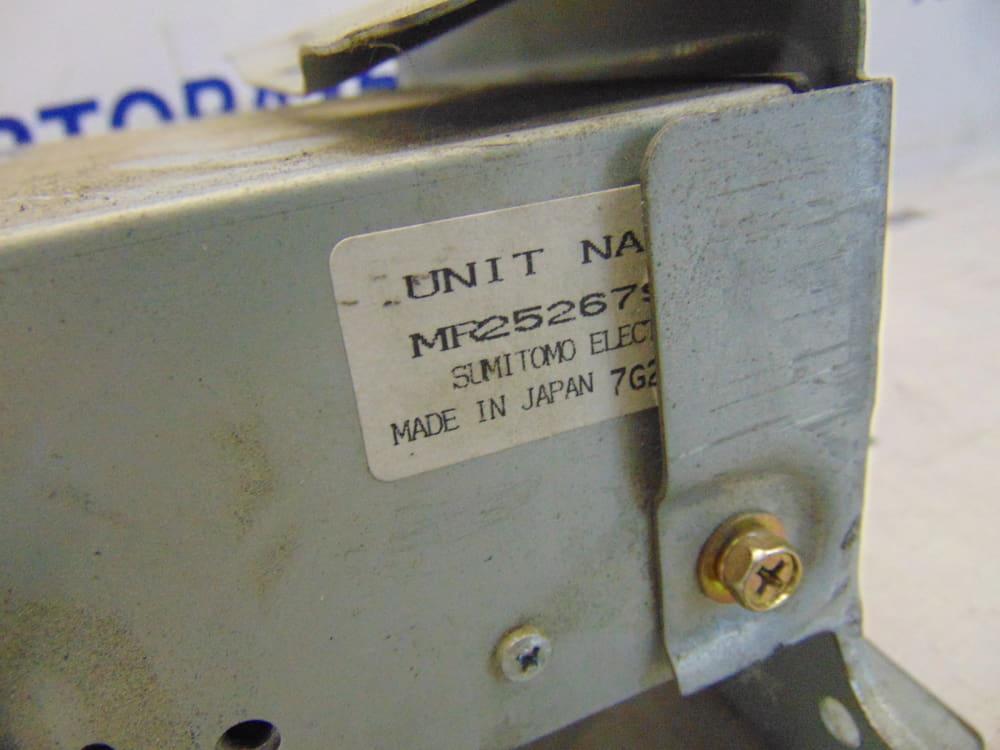 UNIT NA
MR25267
SUMITOMO ELECT
MADE IN JAPAN 7G2